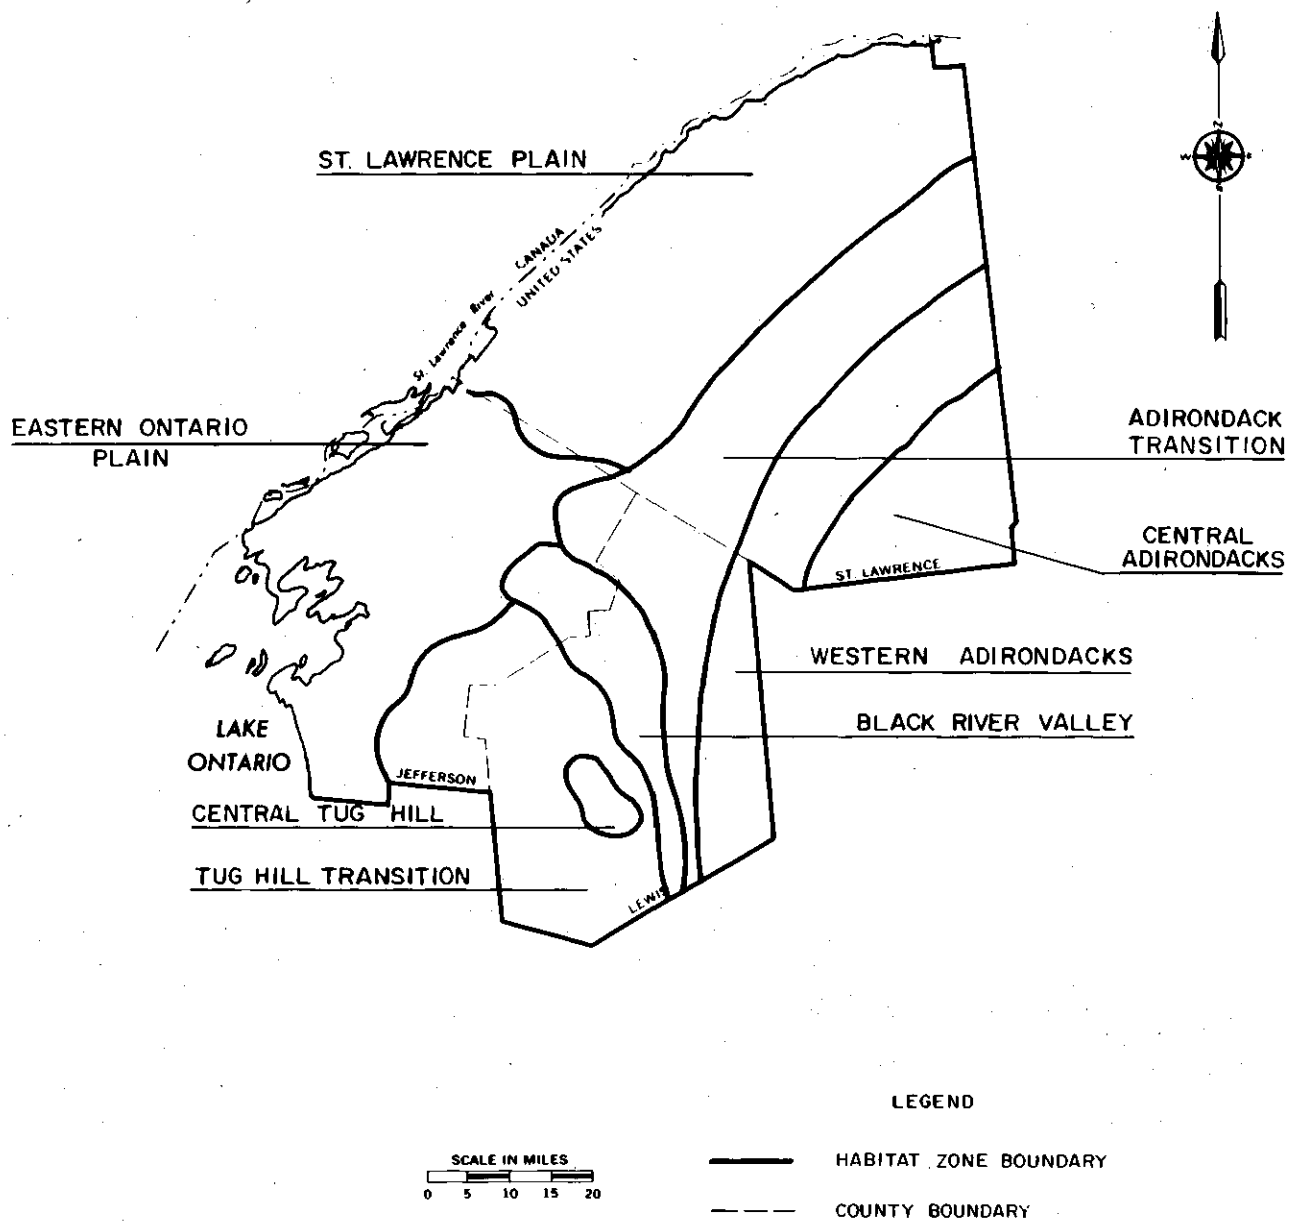 Z
W
E
S
ST. LAWRENCE PLAIN
CANADA
UNITED STATES
St. Lawrence River
EASTERN ONTARIO
PLAIN
ADIRONDACK
TRANSITION
CENTRAL
ADIRONDACKS
ST. LAWRENCE
WESTERN ADIRONDACKS
BLACK RIVER VALLEY
LAKE
ONTARIO
JEFFERSON
CENTRAL TUG HILL
TUG HILL TRANSITION
LEWIS
LEGEND
SCALE IN MILES
0 5 10 15 20
HABITAT ZONE BOUNDARY
COUNTY BOUNDARY